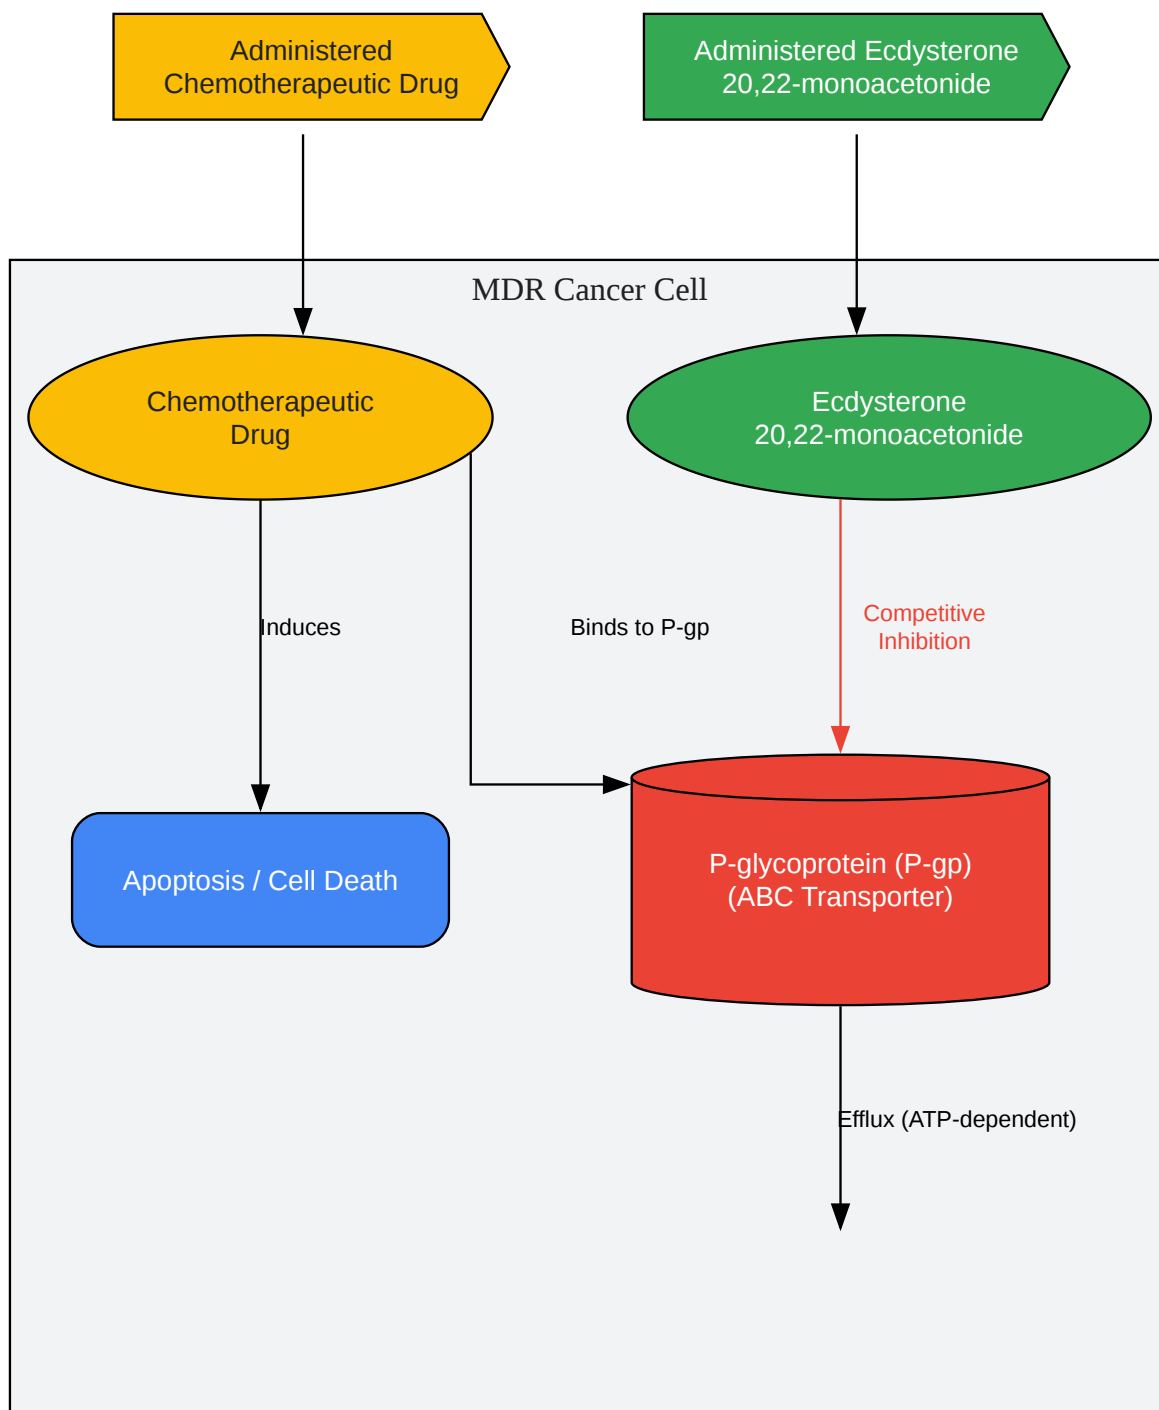 Administered
Chemotherapeutic Drug
Administered Ecdysterone
20,22-monoacetonide
MDR Cancer Cell
Chemotherapeutic
Drug
Ecdysterone
20,22-monoacetonide
Induces
Binds to P-gp
Competitive
Inhibition
Apoptosis / Cell Death
P-glycoprotein (P-gp)
(ABC Transporter)
Efflux (ATP-dependent)